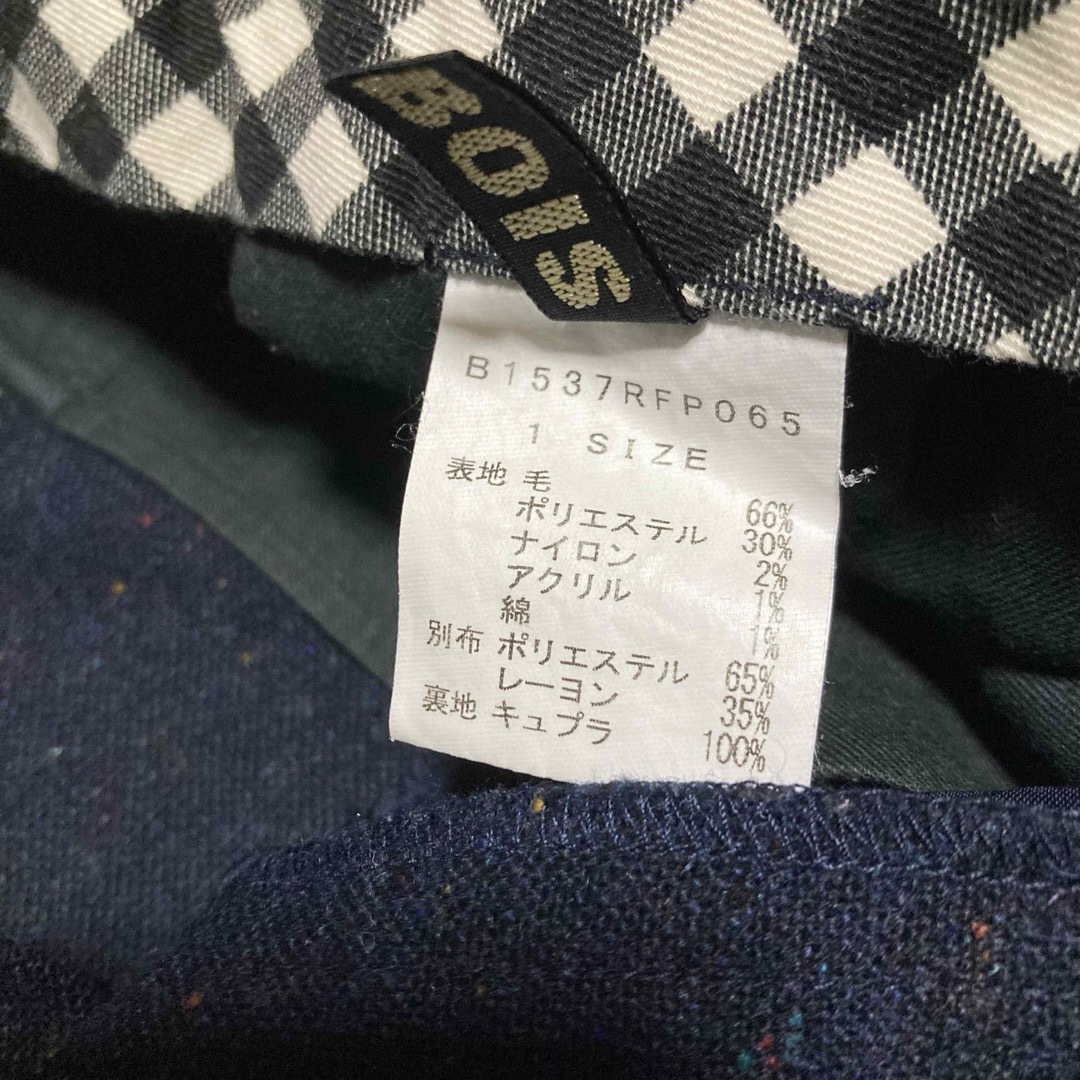 BOIS
B1537RFP065
1 SIZE
表地 毛 66%
ポリエステル 30%
ナイロン 2%
アクリル 1%
綿 1%
別布 ポリエステル 65%
レーヨン 35%
裏地 キュプラ 100%